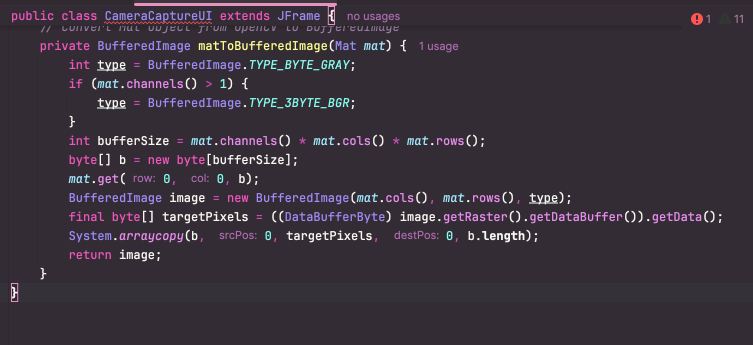 public class CameraCaptureUI extends JFrame { no usages 1 11
// Convert Mat object from OpenCV to BufferedImage
private BufferedImage matToBufferedImage(Mat mat) { 1 usage
int type = BufferedImage.TYPE_BYTE_GRAY;
if (mat.channels() > 1) {
type = BufferedImage.TYPE_3BYTE_BGR;
}
int bufferSize = mat.channels() * mat.cols() * mat.rows();
byte[] b = new byte[bufferSize];
mat.get( row: 0, col: 0, b);
BufferedImage image = new BufferedImage(mat.cols(), mat.rows(), type);
final byte[] targetPixels = ((DataBufferByte) image.getRaster().getDataBuffer()).getData();
System.arraycopy(b, srcPos: 0, targetPixels, destPos: 0, b.length);
return image;
}
}